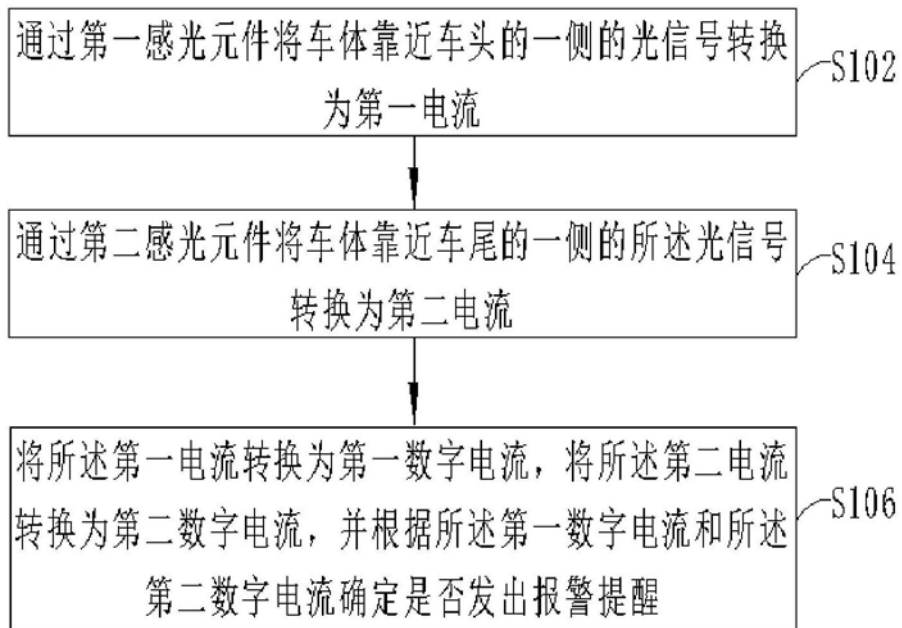 通过第一感光元件将车体靠近车头的一侧的光信号转换
为第一电流
S102
通过第二感光元件将车体靠近车尾的一侧的所述光信号
转换为第二电流
S104
将所述第一电流转换为第一数字电流，将所述第二电流
转换为第二数字电流，并根据所述第一数字电流和所述
第二数字电流确定是否发出报警提醒
S106